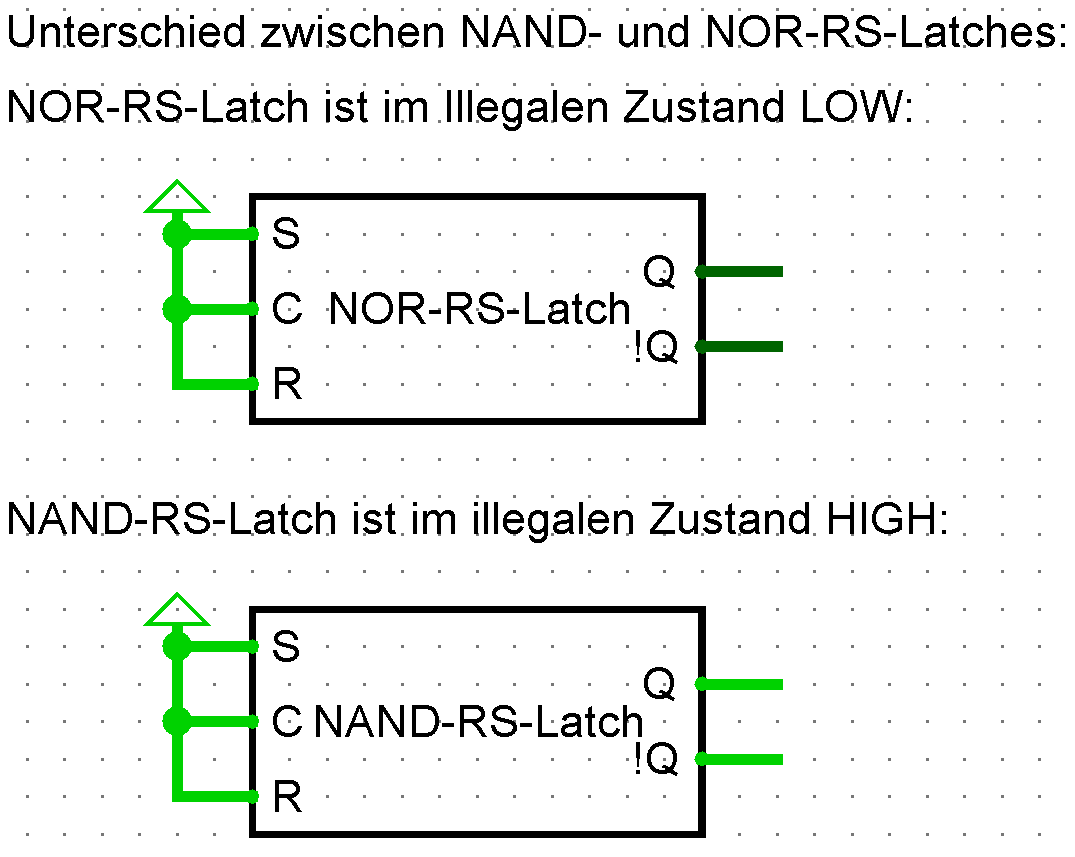 Unterschied zwischen NAND- und NOR-RS-Latches:
NOR-RS-Latch ist im Illegalen Zustand LOW:
S
Q
C NOR-RS-Latch
!Q
R
NAND-RS-Latch ist im illegalen Zustand HIGH:
S
Q
C NAND-RS-Latch
!Q
R